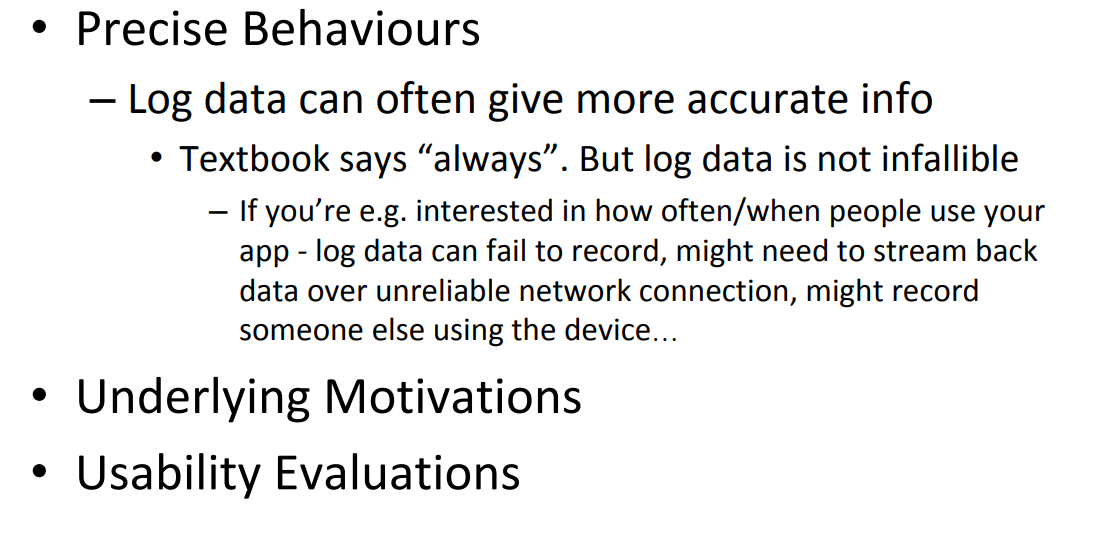 • Precise Behaviours
– Log data can often give more accurate info
• Textbook says “always”. But log data is not infallible
– If you’re e.g. interested in how often/when people use your
app - log data can fail to record, might need to stream back
data over unreliable network connection, might record
someone else using the device…
• Underlying Motivations
• Usability Evaluations